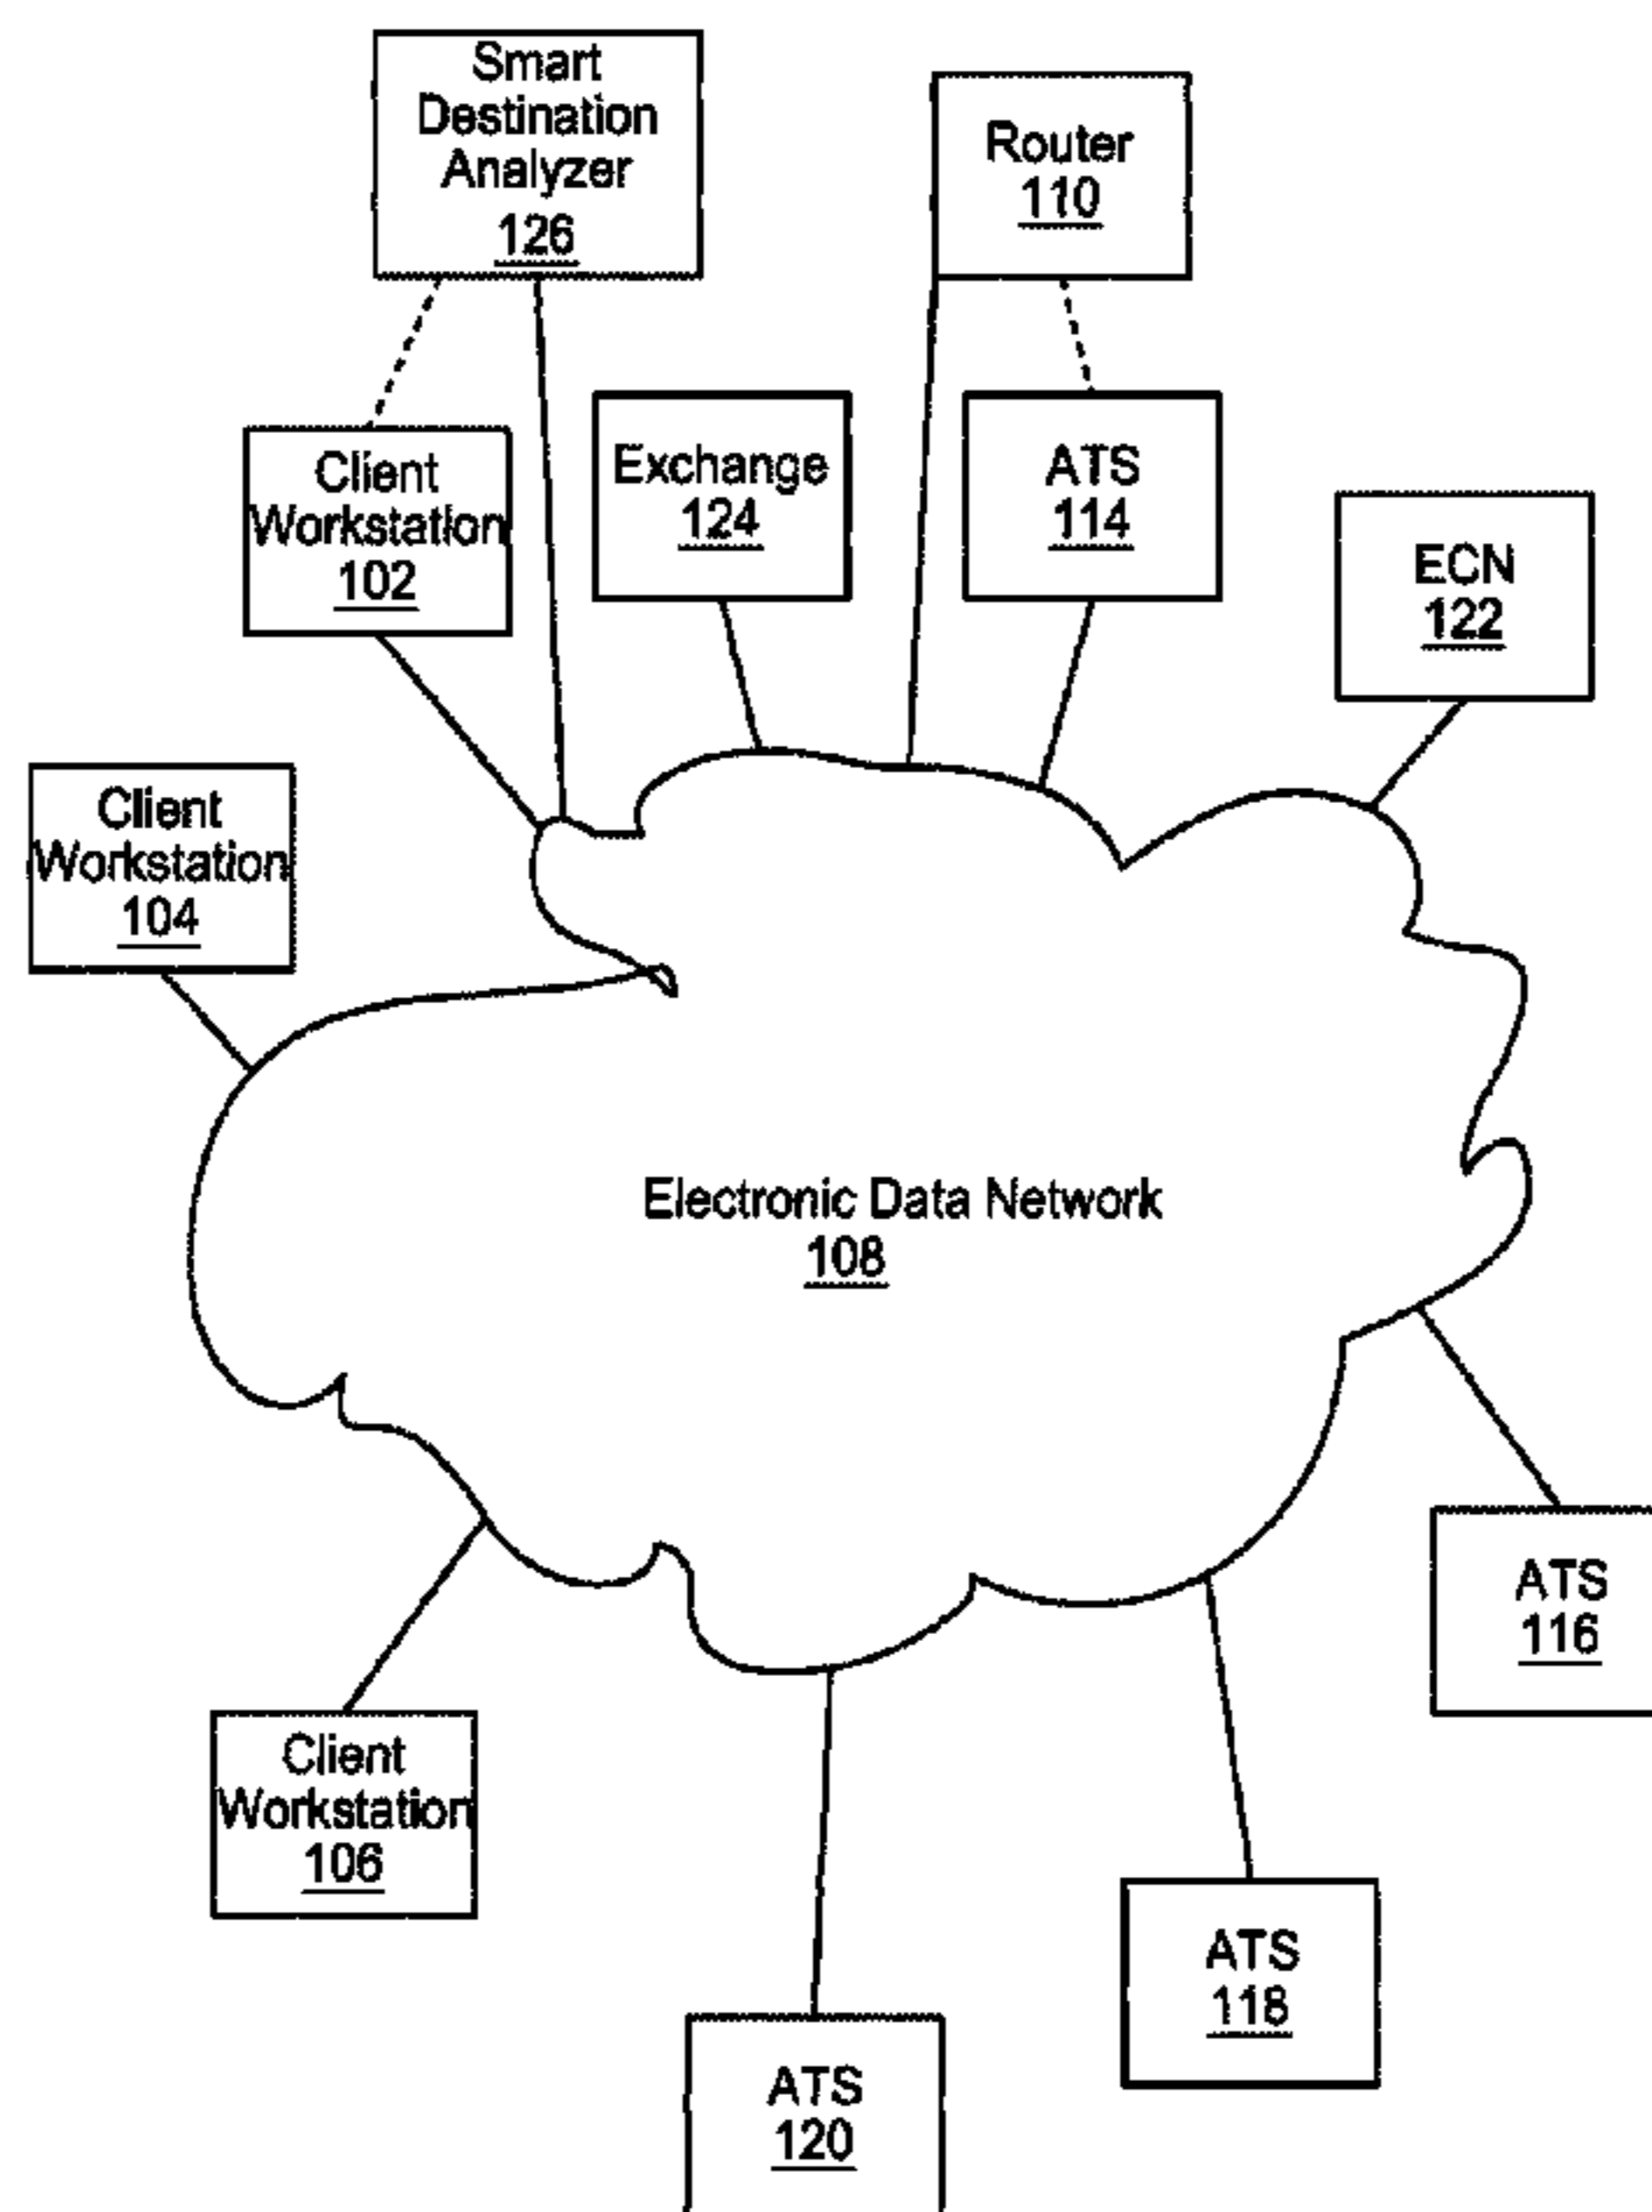 Smart
Destination
Analyzer
126
Router
110
Client
Workstation
102
Exchange
124
ATS
114
ECN
122
Client
Workstation
104
Electronic Data Network
108
ATS
116
Client
Workstation
106
ATS
118
ATS
120